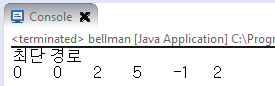 Console
<terminated> bellman [Java Application] C:\Progr
최단 경로
0 0 2 5 -1 2